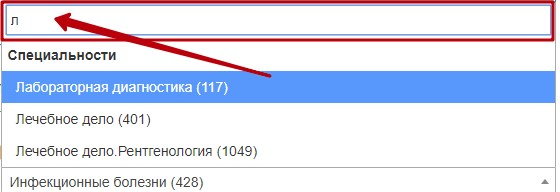 л
Специальности
Лабораторная диагностика (117)
Лечебное дело (401)
Лечебное дело.Рентгенология (1049)
Инфекционные болезни (428)